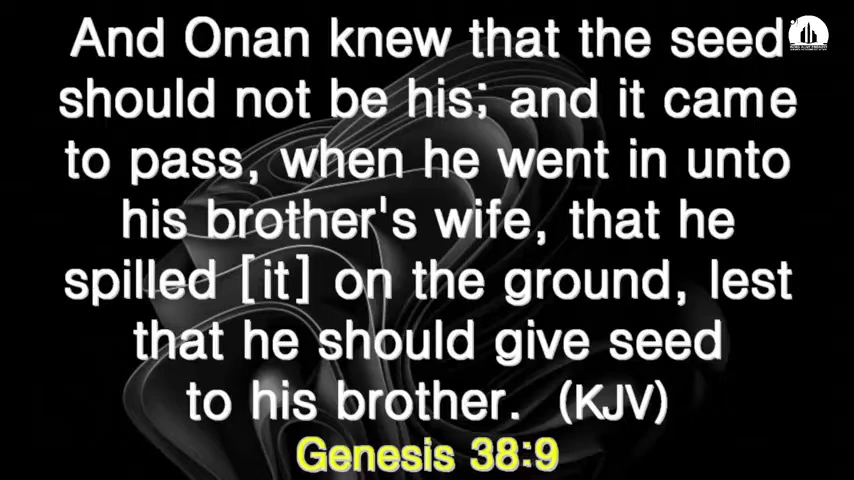 And Onan knew that the seed
should not be his; and it came
to pass, when he went in unto
his brother's wife, that he
spilled [it] on the ground, lest
that he should give seed
to his brother.  (KJV)
Genesis 38:9